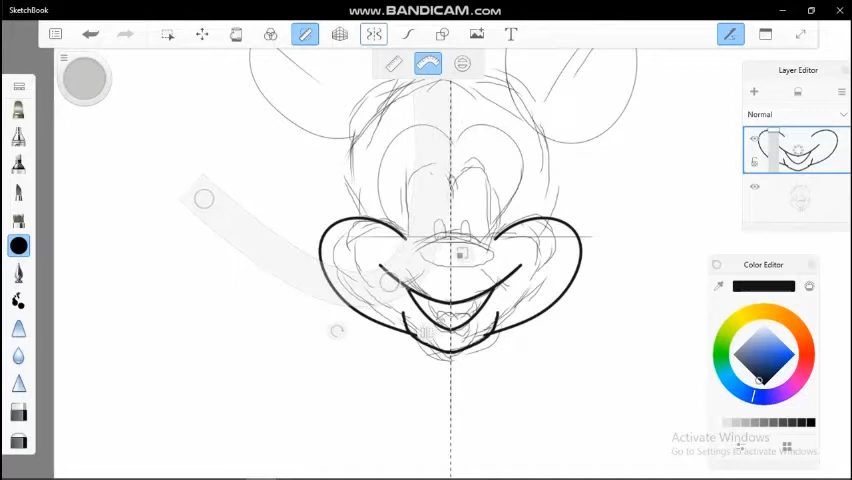 SketchBook
www.BANDICAM.com
T
Layer Editor
Normal
Color Editor
Activate Windows
Go to Settings to activate Windows.